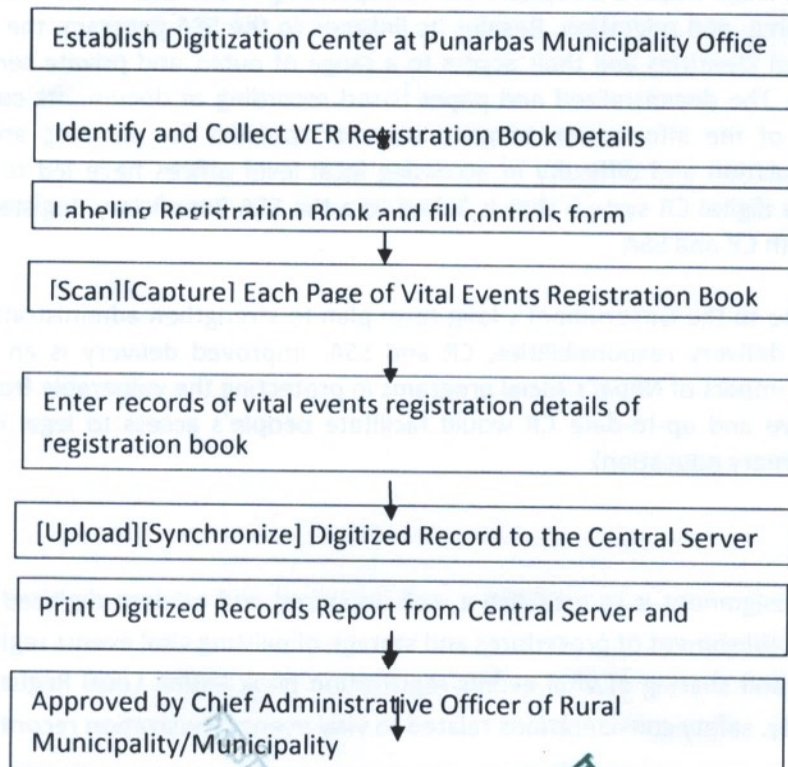 Establish Digitization Center at Punarbas Municipality Office
Identify and Collect VER Registration Book Details
Labeling Registration Book and fill controls form
[Scan][Capture] Each Page of Vital Events Registration Book
Enter records of vital events registration details of
registration book
[Upload][Synchronize] Digitized Record to the Central Server
Print Digitized Records Report from Central Server and
Approved by Chief Administrative Officer of Rural
Municipality/Municipality